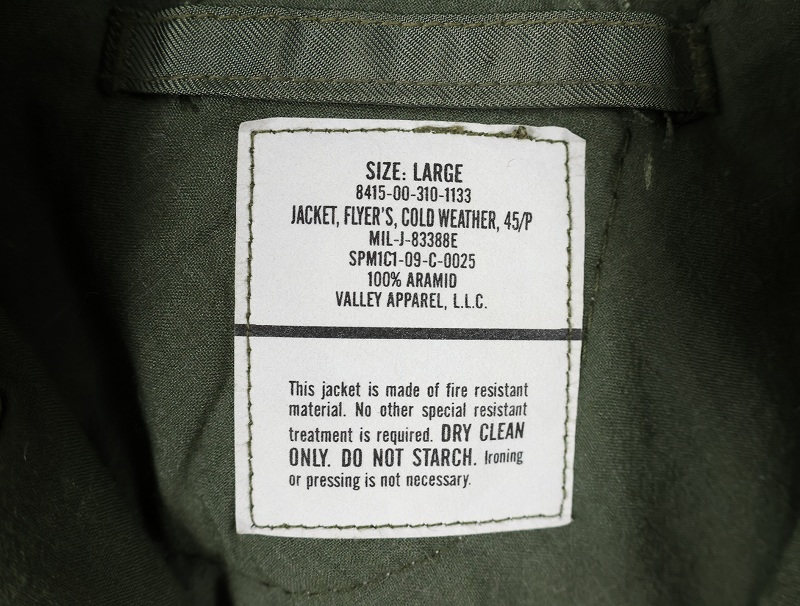 SIZE: LARGE
8415-00-310-1133
JACKET, FLYER'S, COLD WEATHER, 45/P
MIL-J-83388E
SPM1C1-09-C-0025
100% ARAMID
VALLEY APPAREL, L.L.C.
This jacket is made of fire resistant
material. No other special resistant
treatment is required. DRY CLEAN
ONLY. DO NOT STARCH. Ironing
or pressing is not necessary.